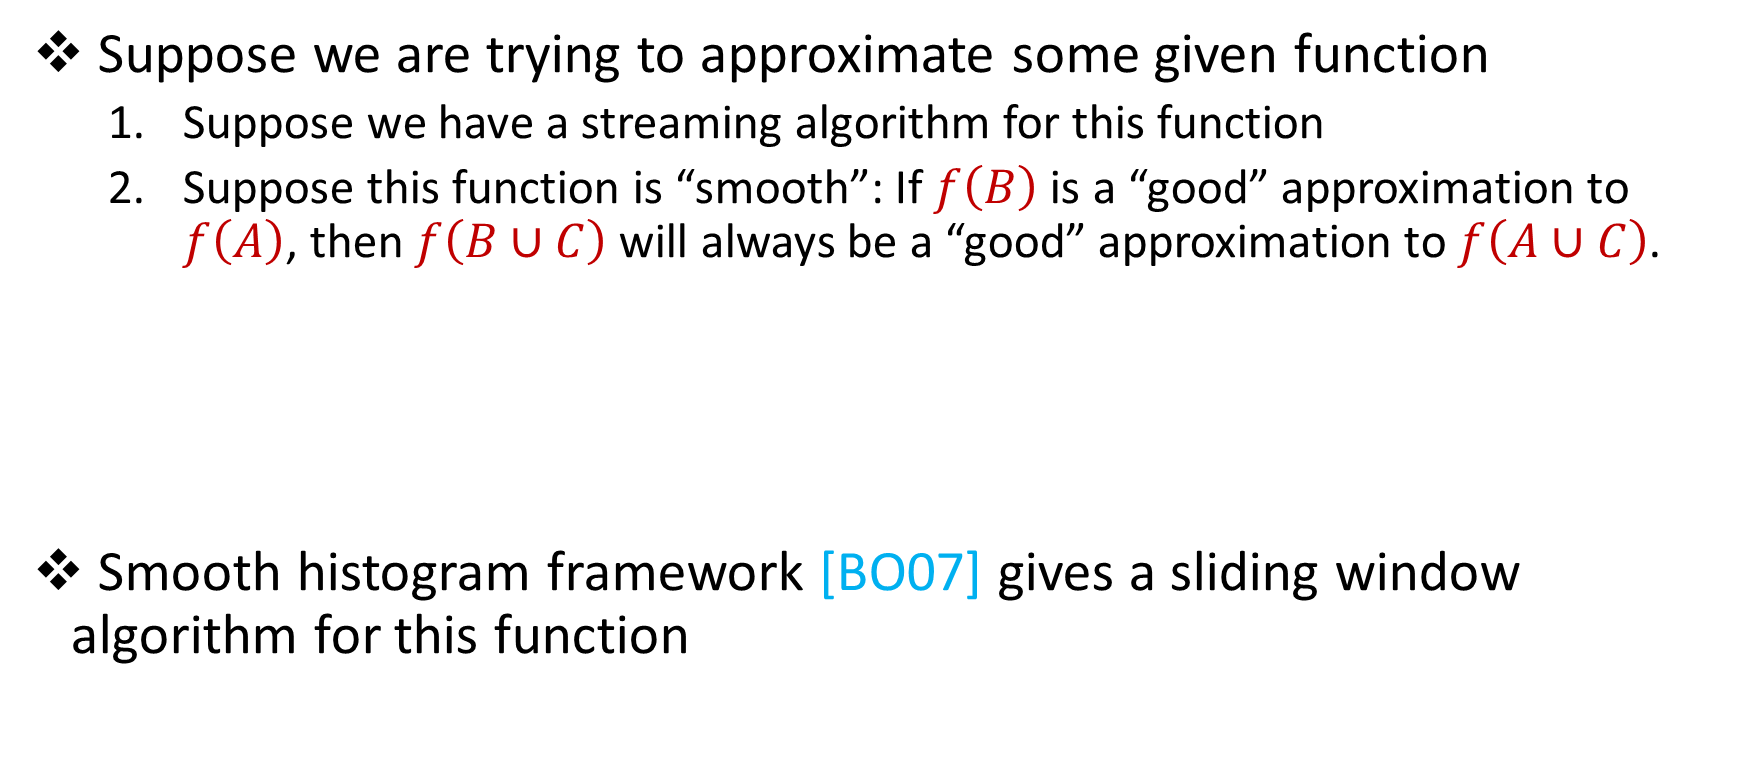 ❖ Suppose we are trying to approximate some given function
1. Suppose we have a streaming algorithm for this function
2. Suppose this function is “smooth”: If f(B) is a “good” approximation to
f(A), then f(B ∪ C) will always be a “good” approximation to f(A ∪ C).
❖ Smooth histogram framework [BO07] gives a sliding window
algorithm for this function